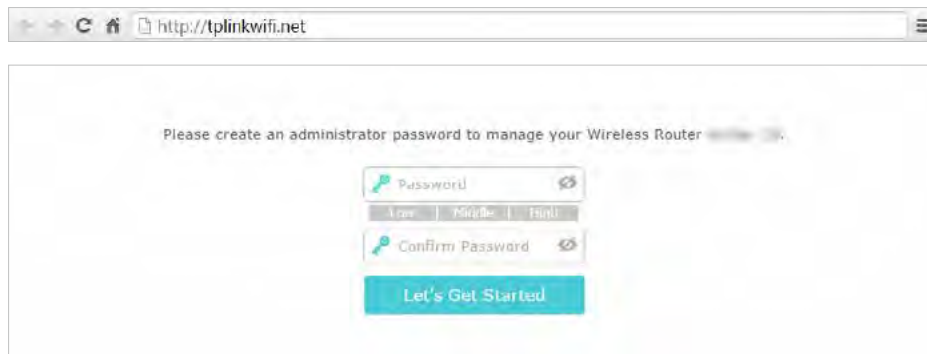 http://tplinkwifi.net
Please create an administrator password to manage your Wireless Router
Password
Low | Middle | High
Confirm Password
Let's Get Started